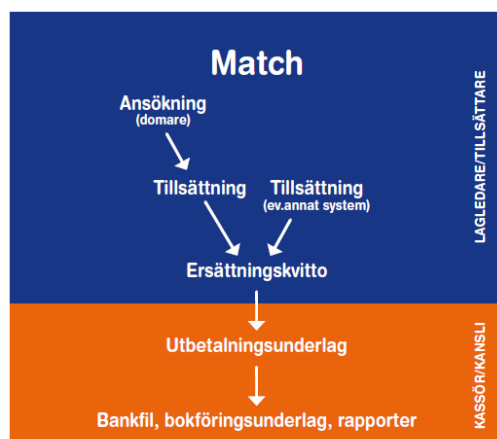 Match
Ansökning
(domare)
Tillsättning
Tillsättning
(ev.annat system)
Ersättningskvitto
LAGLEDARE/TILLSÄTTARE
Utbetalningsunderlag
Bankfil, bokföringsunderlag, rapporter
KASSÖR/KANSLI